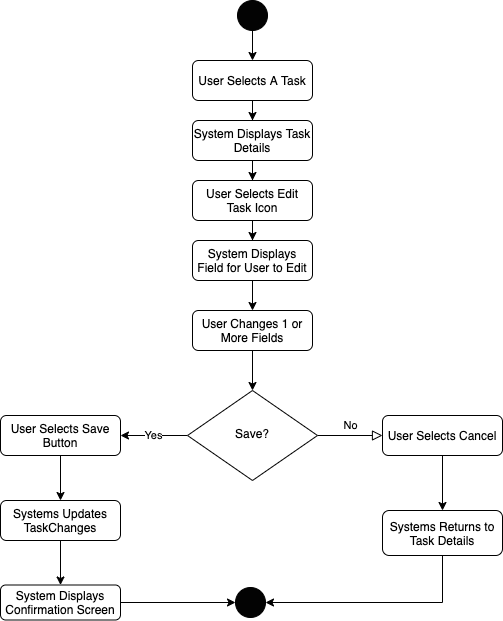 User Selects A Task
System Displays Task
Details
User Selects Edit
Task Icon
System Displays
Field for User to Edit
User Changes 1 or
More Fields
Save?
Yes
No
User Selects Save
Button
User Selects Cancel
Systems Updates
TaskChanges
Systems Returns to
Task Details
System Displays
Confirmation Screen